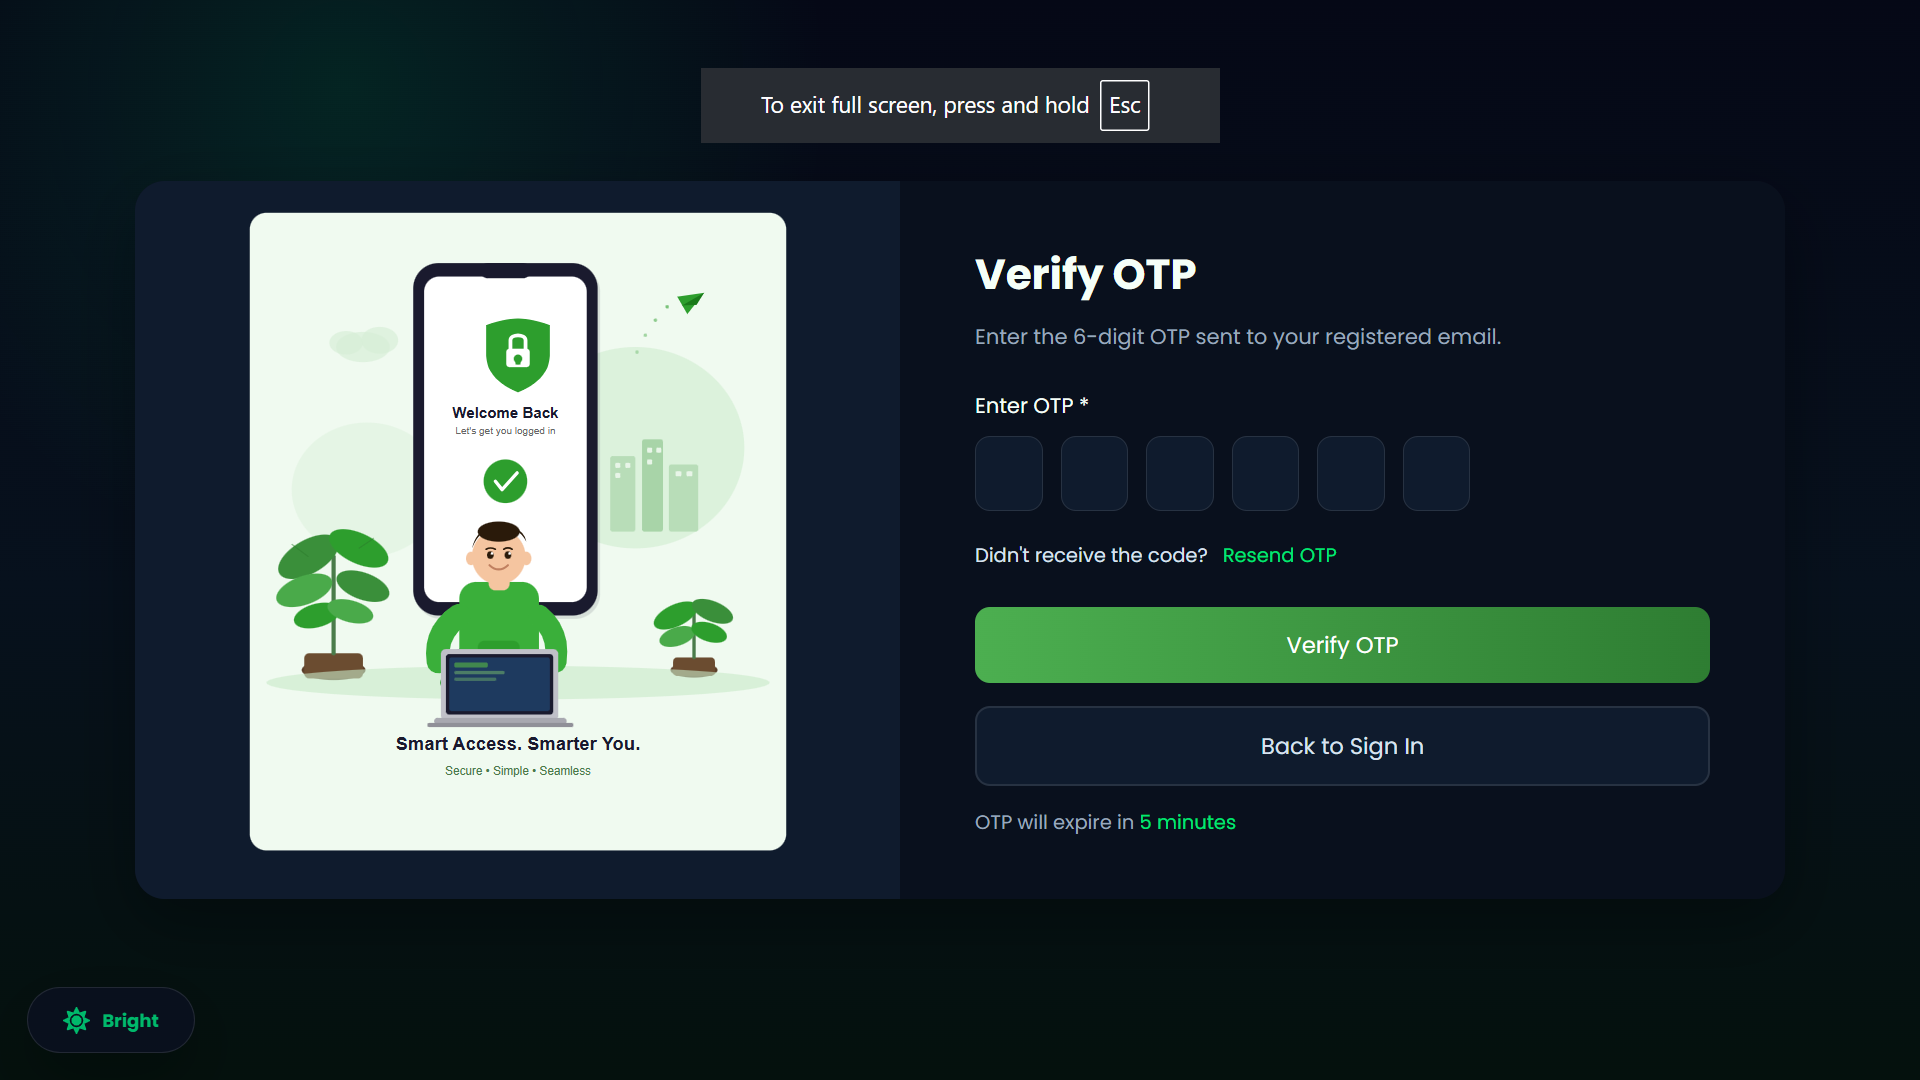 To exit full screen, press and hold Esc
Welcome Back
Let's get you logged in
Smart Access. Smarter You.
Secure • Simple • Seamless
Verify OTP
Enter the 6-digit OTP sent to your registered email.
Enter OTP *
Didn't receive the code? Resend OTP
Verify OTP
Back to Sign In
OTP will expire in 5 minutes
Bright